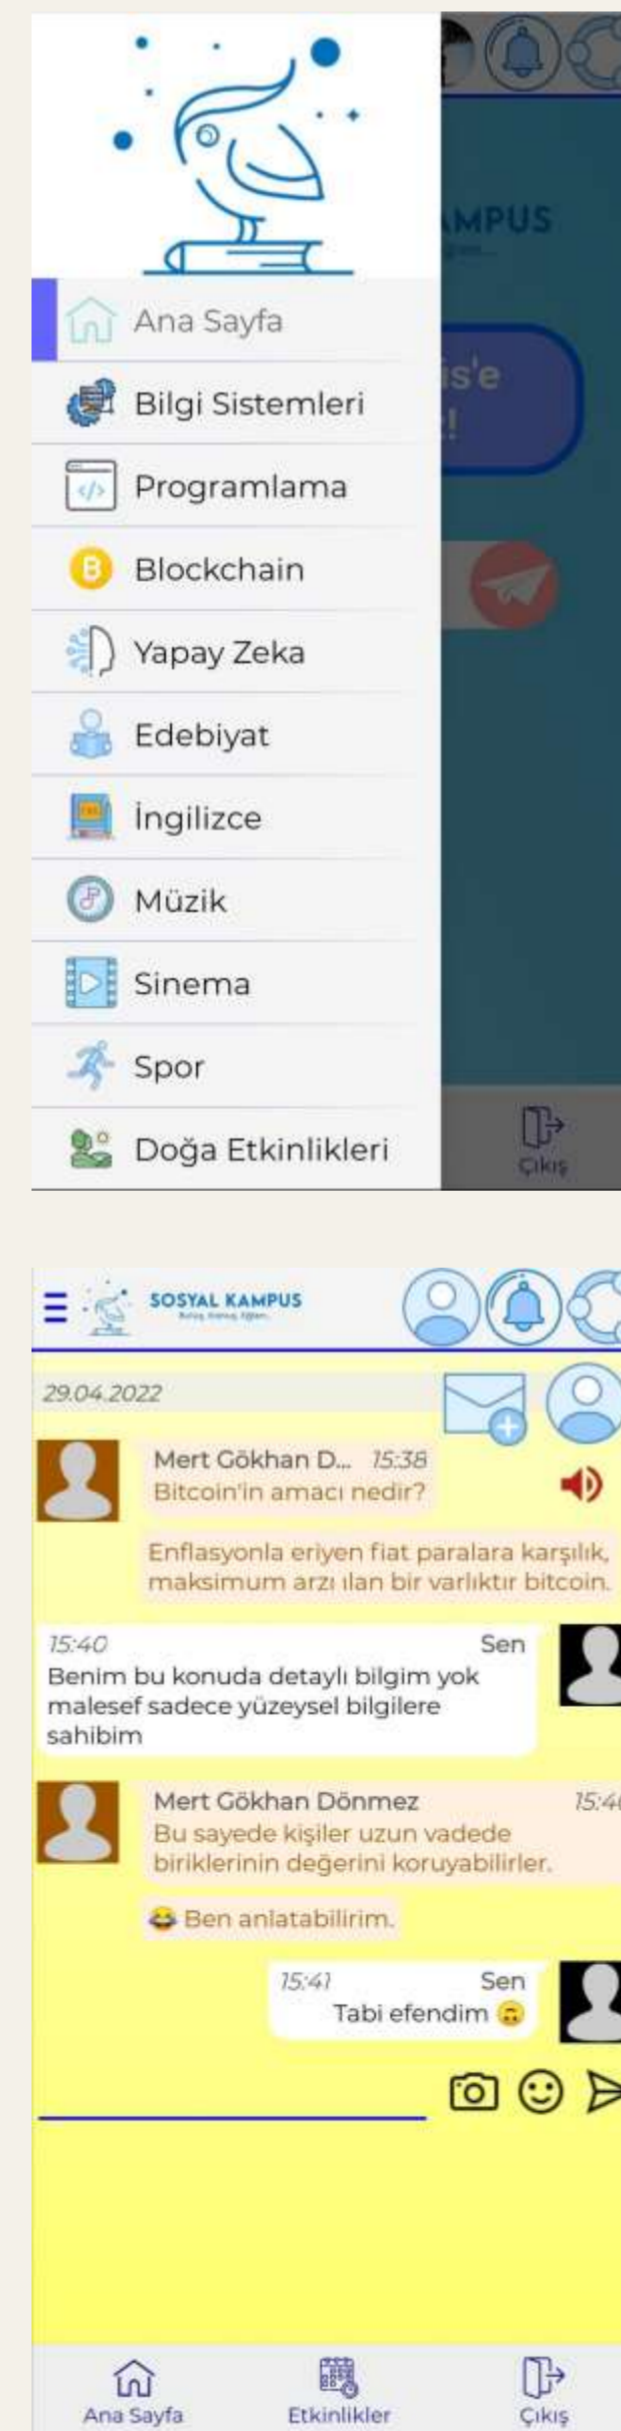 AMPUS
is'e
!
Ana Sayfa
Bilgi Sistemleri
Programlama
Blockchain
Yapay Zeka
Edebiyat
İngilizce
Müzik
Sinema
Spor
Doğa Etkinlikleri
Çıkış
SOSYAL KAMPUS
29.04.2022
Mert Gökhan D... 15:38
Bitcoin'in amacı nedir?
Enflasyonla eriyen fiat paralara karşılık,
maksimum arzı ılan bir varlıktır bitcoin.
15:40 Sen
Benim bu konuda detaylı bilgim yok
malesef sadece yüzeysel bilgilere
sahibim
Mert Gökhan Dönmez
Bu sayede kişiler uzun vadede
biriklerinin değerini koruyabilirler.
😂 Ben anlatabilirim.
15:41 Sen
Tabi efendim 🙃
Ana Sayfa Etkinlikler Çıkış